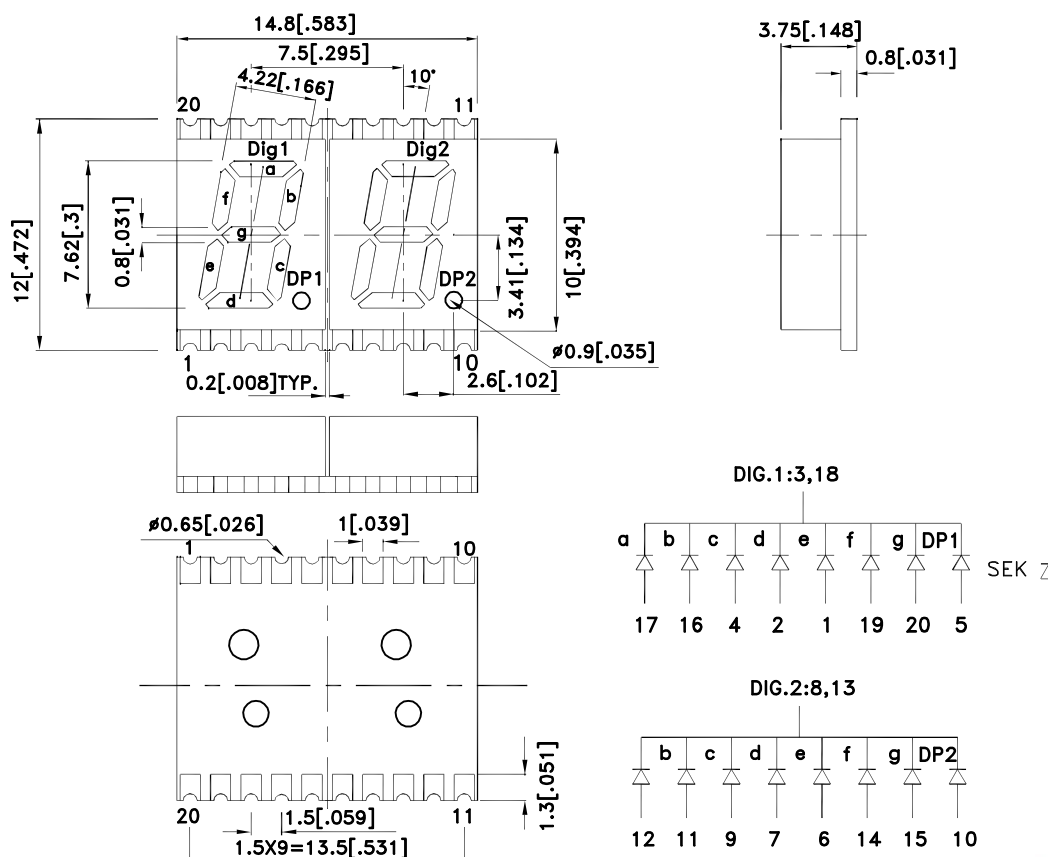 14.8[.583]
7.5[.295]
4.22[.166]
10°
20
11
Dig1
Dig2
a
f
b
g
e
c
d
DP1
DP2
12[.472]
7.62[.3]
0.8[.031]
3.41[.134]
10[.394]
1
10
ø0.9[.035]
0.2[.008]TYP.
2.6[.102]
3.75[.148]
0.8[.031]
ø0.65[.026]
1[.039]
1
10
20
11
1.5[.059]
1.5X9=13.5[.531]
1.3[.051]
DIG.1:3,18
a b c d e f g DP1
SEK Z
17 16 4 2 1 19 20 5
DIG.2:8,13
b c d e f g DP2
12 11 9 7 6 14 15 10